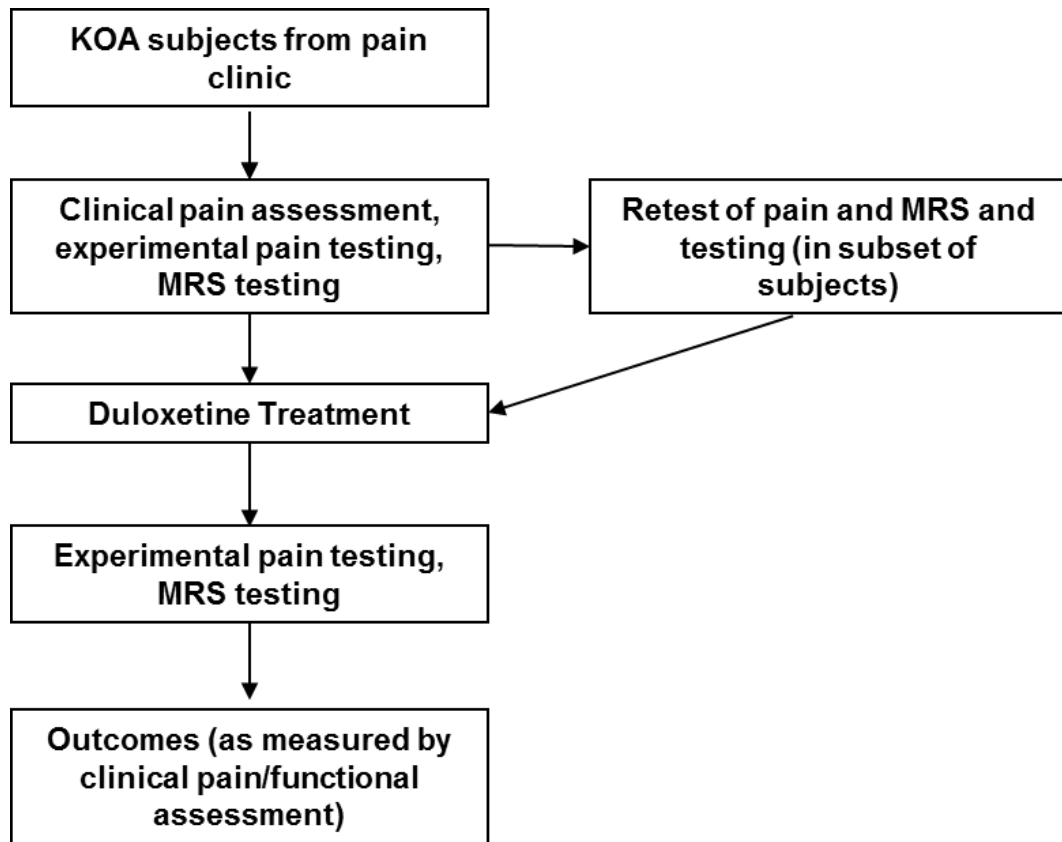 KOA subjects from pain
clinic
Clinical pain assessment,
experimental pain testing,
MRS testing
Retest of pain and MRS and
testing (in subset of
subjects)
Duloxetine Treatment
Experimental pain testing,
MRS testing
Outcomes (as measured by
clinical pain/functional
assessment)